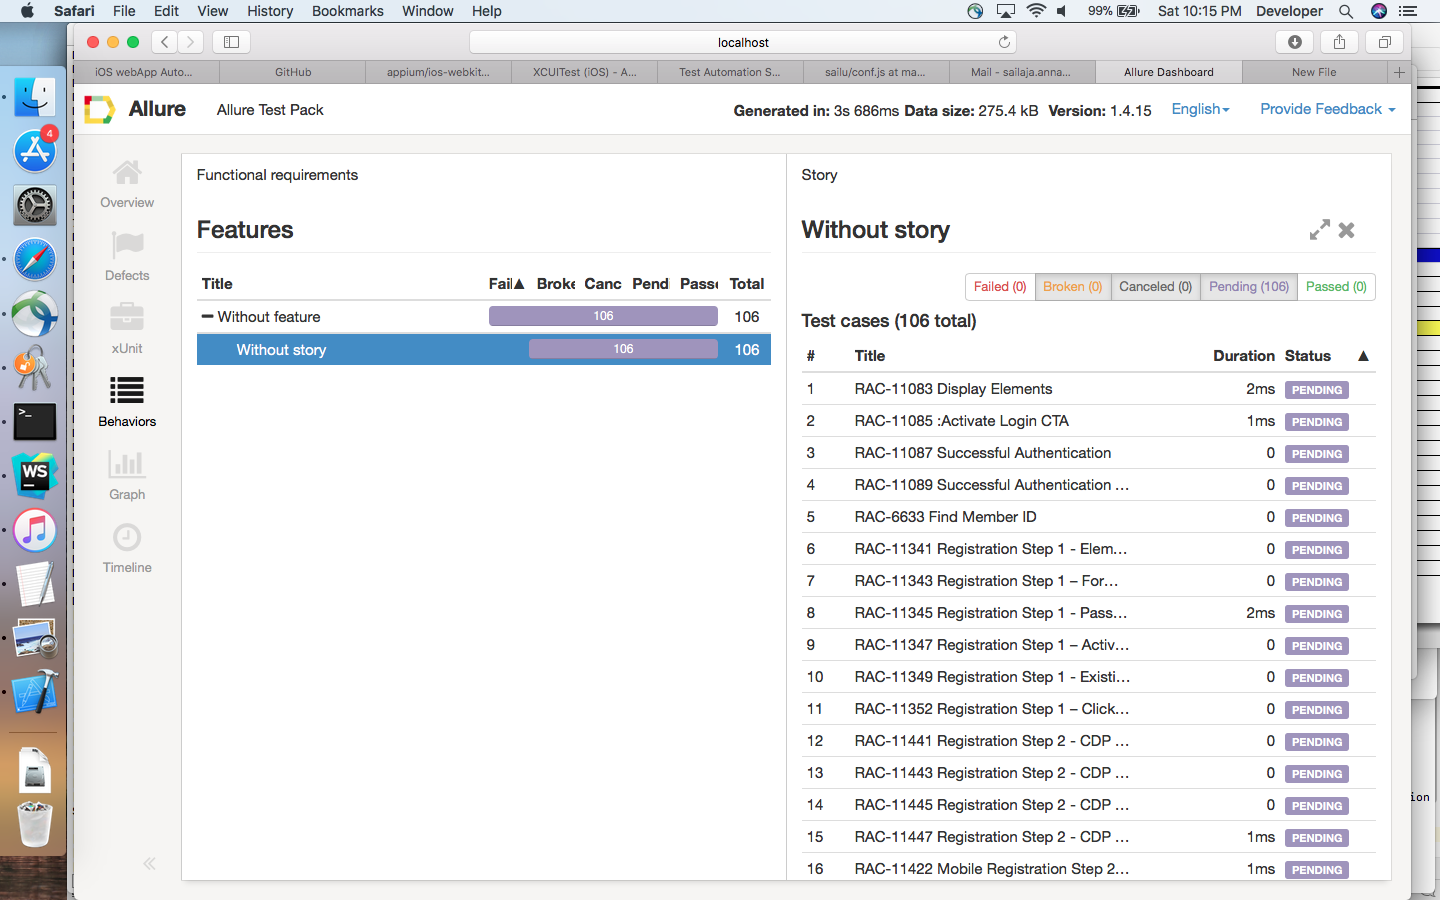 Safari File Edit View History Bookmarks Window Help 99% Sat 10:15 PM Developer
localhost
iOS webApp Auto... GitHub appium/ios-webkit... XCUITest (iOS) - A... Test Automation S... sailu/conf.js at ma... Mail - sailaja.anna... Allure Dashboard New File
Allure Allure Test Pack Generated in: 3s 686ms Data size: 275.4 kB Version: 1.4.15 English Provide Feedback
4
Overview
Defects
xUnit
Behaviors
Graph
Timeline
>_
WS
Functional requirements
Features
Title Fail Broke Canc Pend Passe Total
Without feature 106 106
Without story 106 106
Story
Without story
Failed (0) Broken (0) Canceled (0) Pending (106) Passed (0)
Test cases (106 total)
# Title Duration Status
1 RAC-11083 Display Elements 2ms PENDING
2 RAC-11085 :Activate Login CTA 1ms PENDING
3 RAC-11087 Successful Authentication 0 PENDING
4 RAC-11089 Successful Authentication ... 0 PENDING
5 RAC-6633 Find Member ID 0 PENDING
6 RAC-11341 Registration Step 1 - Elem... 0 PENDING
7 RAC-11343 Registration Step 1 – For... 0 PENDING
8 RAC-11345 Registration Step 1 - Pass... 2ms PENDING
9 RAC-11347 Registration Step 1 – Activ... 0 PENDING
10 RAC-11349 Registration Step 1 - Existi... 0 PENDING
11 RAC-11352 Registration Step 1 – Click... 0 PENDING
12 RAC-11441 Registration Step 2 - CDP ... 0 PENDING
13 RAC-11443 Registration Step 2 - CDP ... 0 PENDING
14 RAC-11445 Registration Step 2 - CDP ... 0 PENDING
15 RAC-11447 Registration Step 2 - CDP ... 1ms PENDING
16 RAC-11422 Mobile Registration Step 2... 1ms PENDING
ion